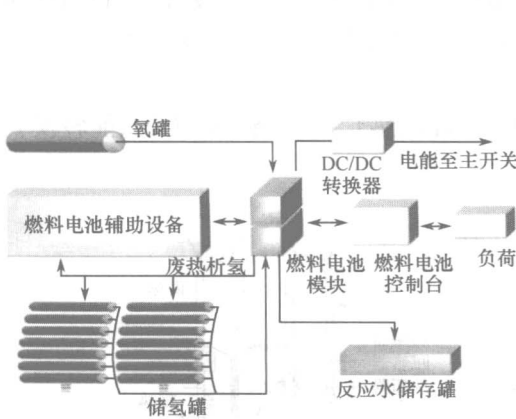 氧罐
DC/DC
转换器
电能至主开关
燃料电池辅助设备
废热析氢
燃料电池
模块
燃料电池
控制台
负荷
储氢罐
反应水储存罐